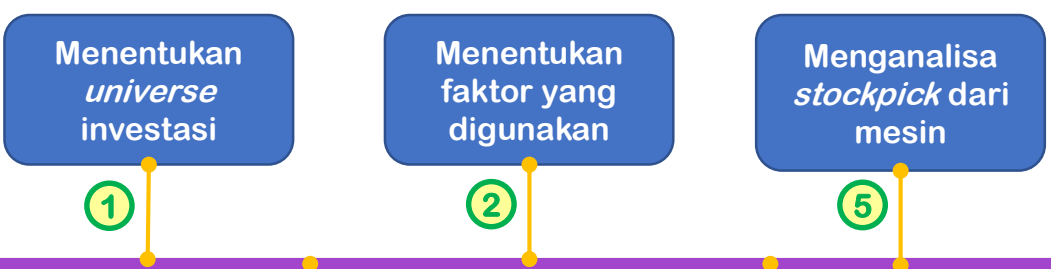 Menentukan
universe
investasi
Menentukan
faktor yang
digunakan
Menganalisa
stockpick dari
mesin
1
2
5